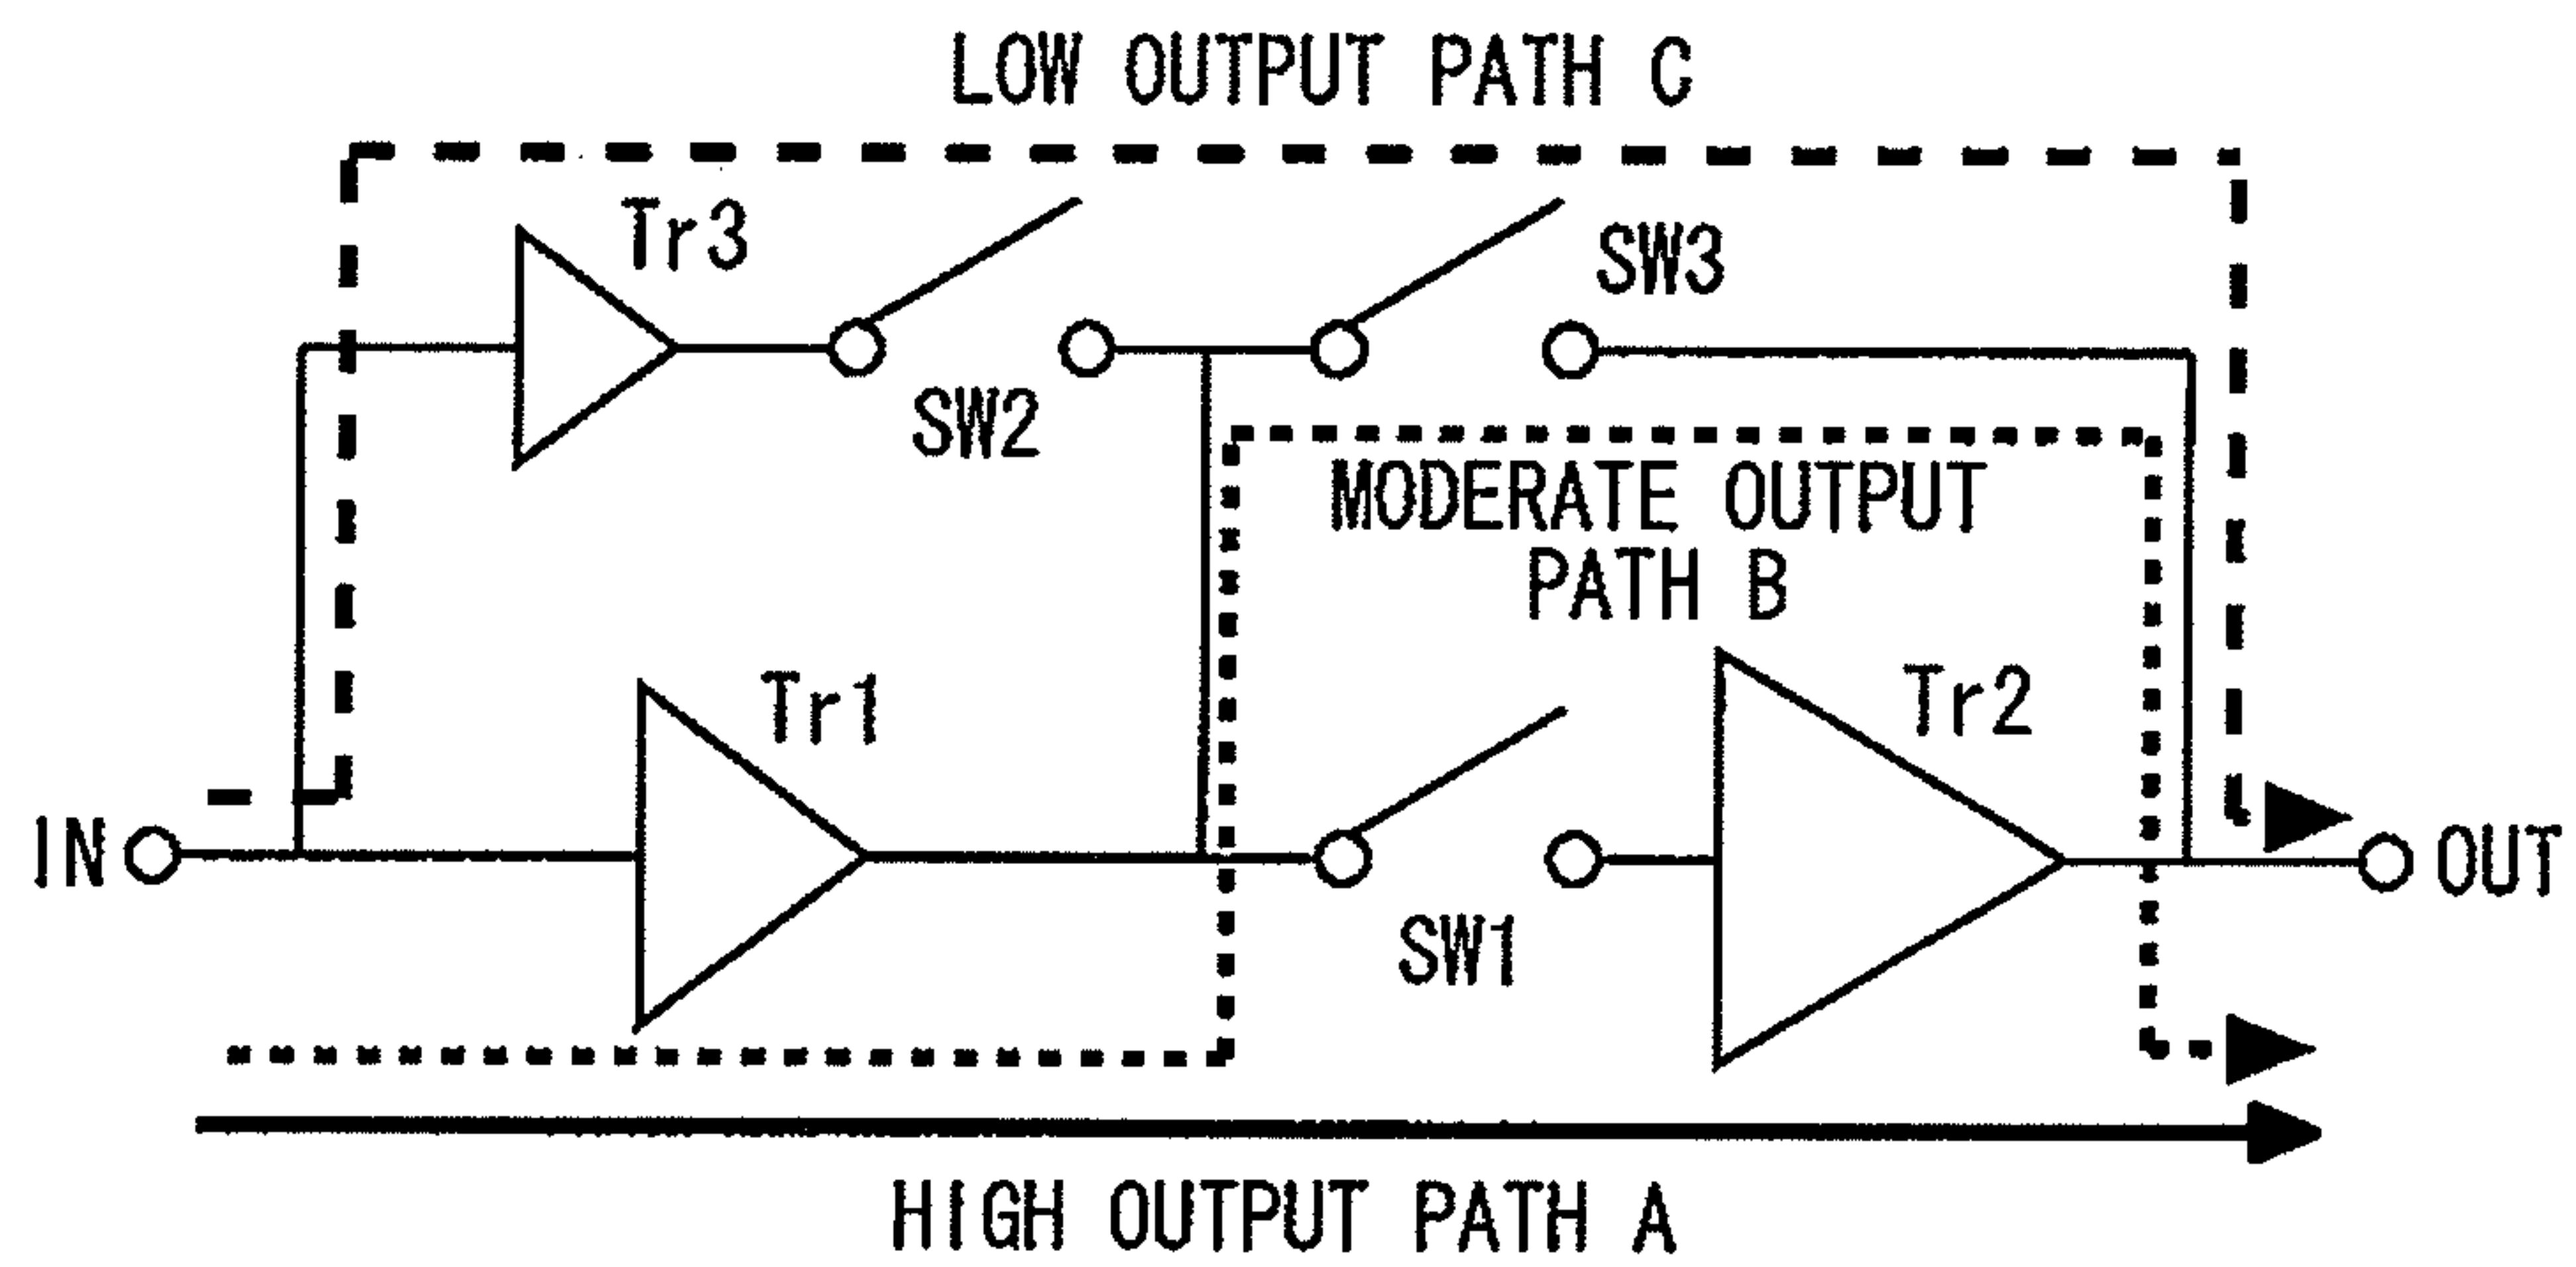 LOW OUTPUT PATH C
Tr3
SW3
SW2
MODERATE OUTPUT
PATH B
Tr1
Tr2
IN
OUT
SW1
HIGH OUTPUT PATH A